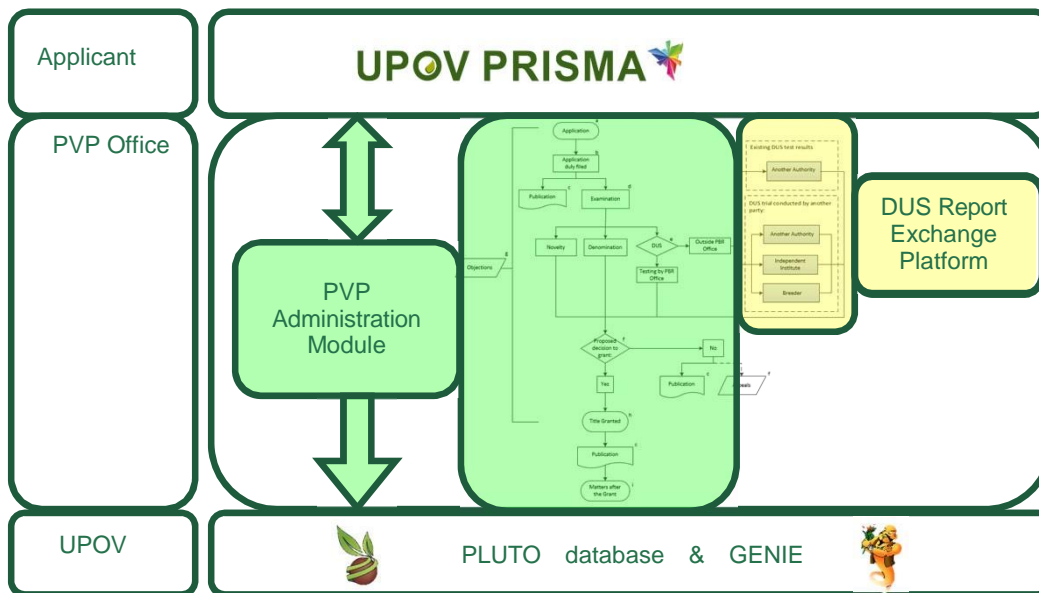 Applicant
UPOV PRISMA
PVP Office
Application
a
Application
duly filed
b
Publication
c
Examination
d
Novelty
Denomination
DUS
e
Outside PBR
Office
Testing by PBR
Office
Objections
g
PVP
Administration
Module
Existing DUS test results
Another Authority
DUS trial conducted by another
party:
Another Authority
Independent
Institute
Breeder
DUS Report
Exchange
Platform
Proposed
decision to
grant
f
No
Yes
Publication
c
Title Granted
Publication
c
Matters after
the Grant
i
UPOV
PLUTO database & GENIE